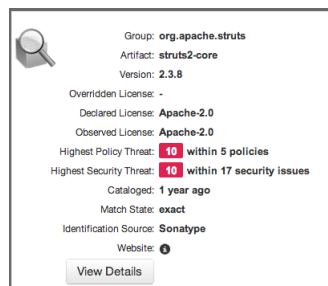 Group: org.apache.struts
Artifact: struts2-core
Version: 2.3.8
Overridden License: -
Declared License: Apache-2.0
Observed License: Apache-2.0
Highest Policy Threat: 10 within 5 policies
Highest Security Threat: 10 within 17 security issues
Cataloged: 1 year ago
Match State: exact
Identification Source: Sonatype
Website:
View Details